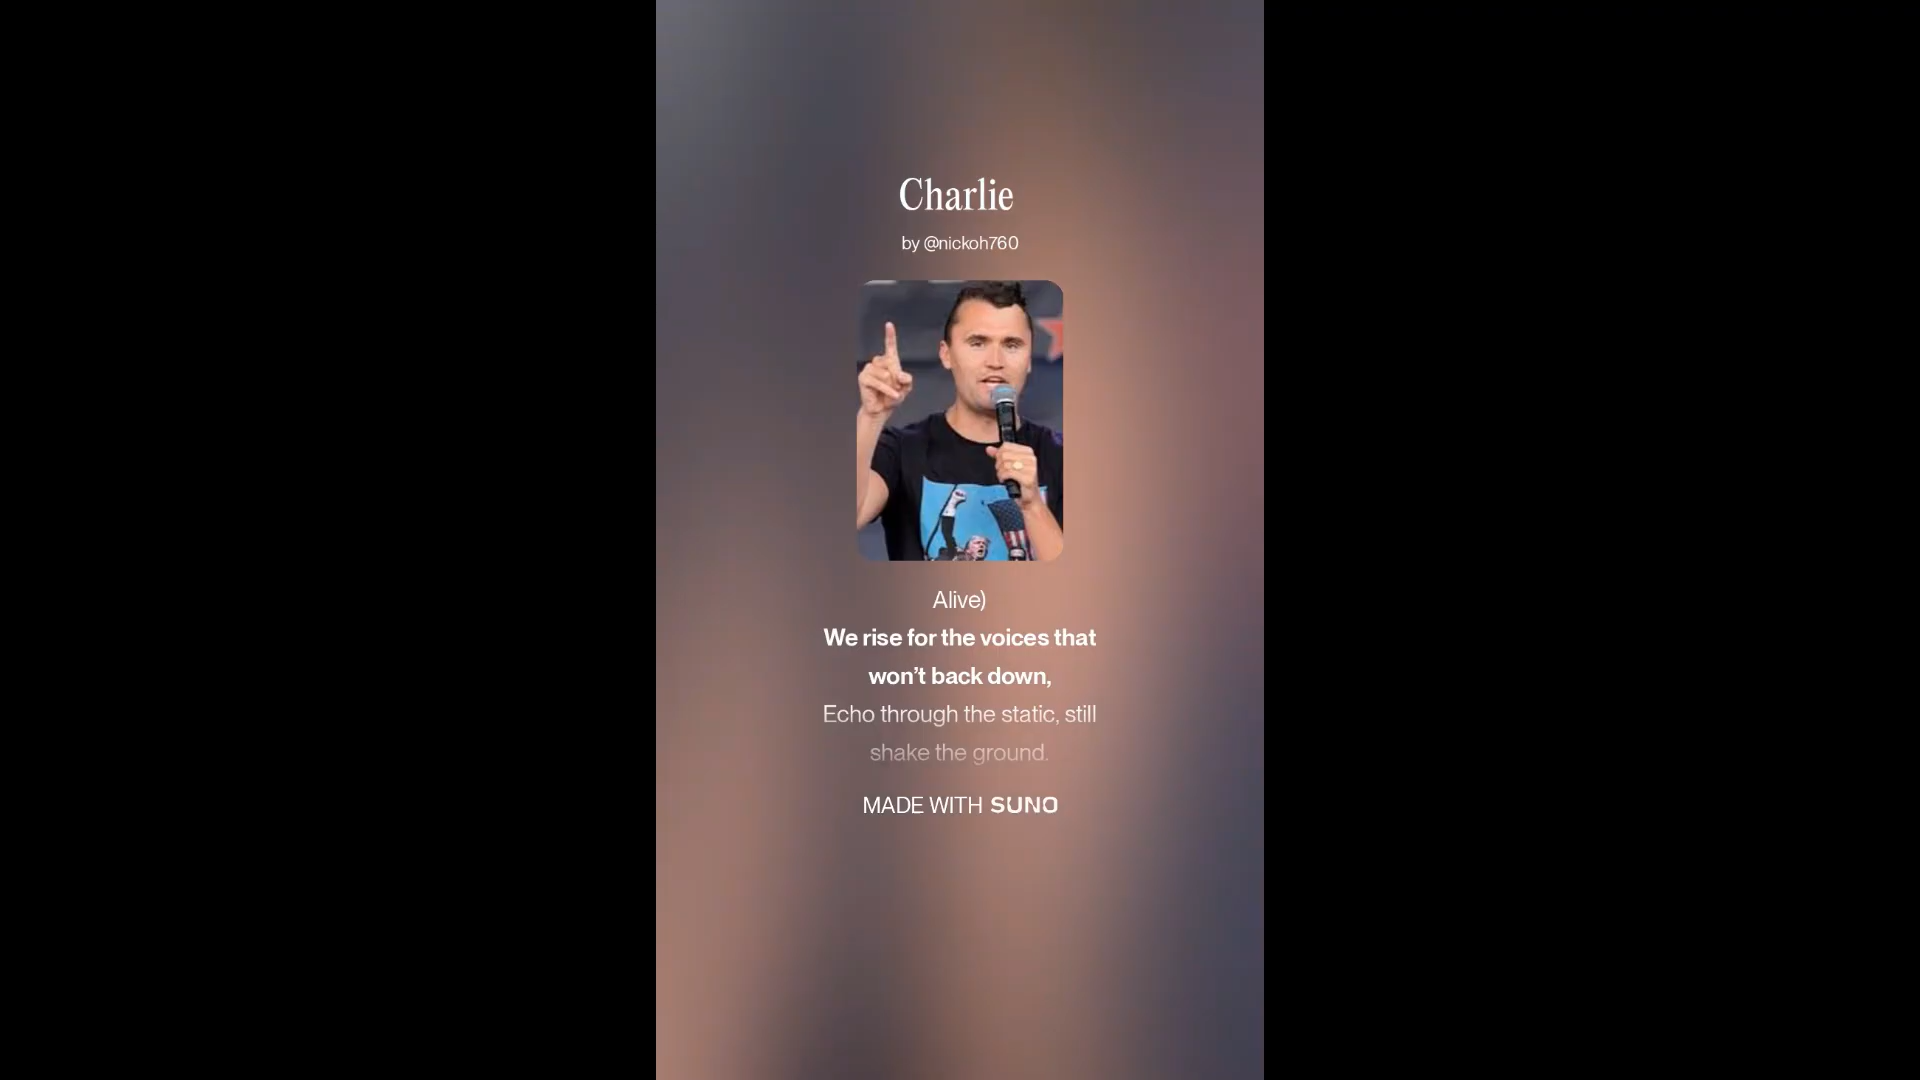 Charlie
by @nickoh760
Alive)
We rise for the voices that
won’t back down,
Echo through the static, still
shake the ground.
MADE WITH SUNO